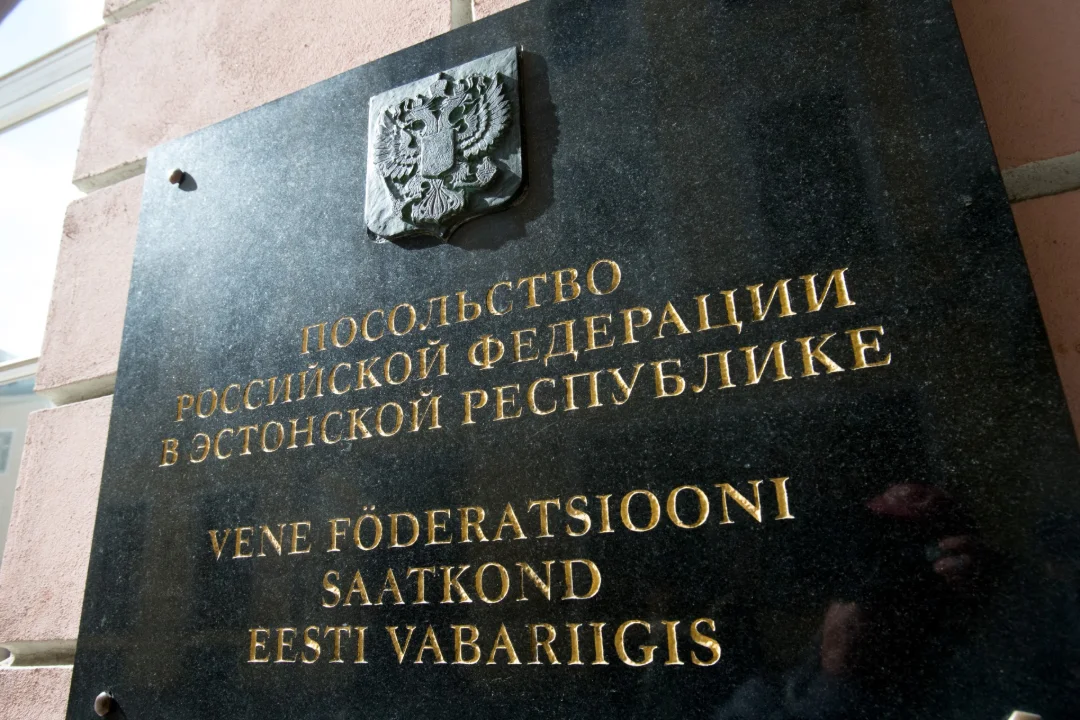 ПОСОЛЬСТВО
РОССИЙСКОЙ ФЕДЕРАЦИИ
В ЭСТОНСКОЙ РЕСПУБЛИКЕ
VENE FÖDERATSIOONI
SAATKOND
EESTI VABARIIGIS